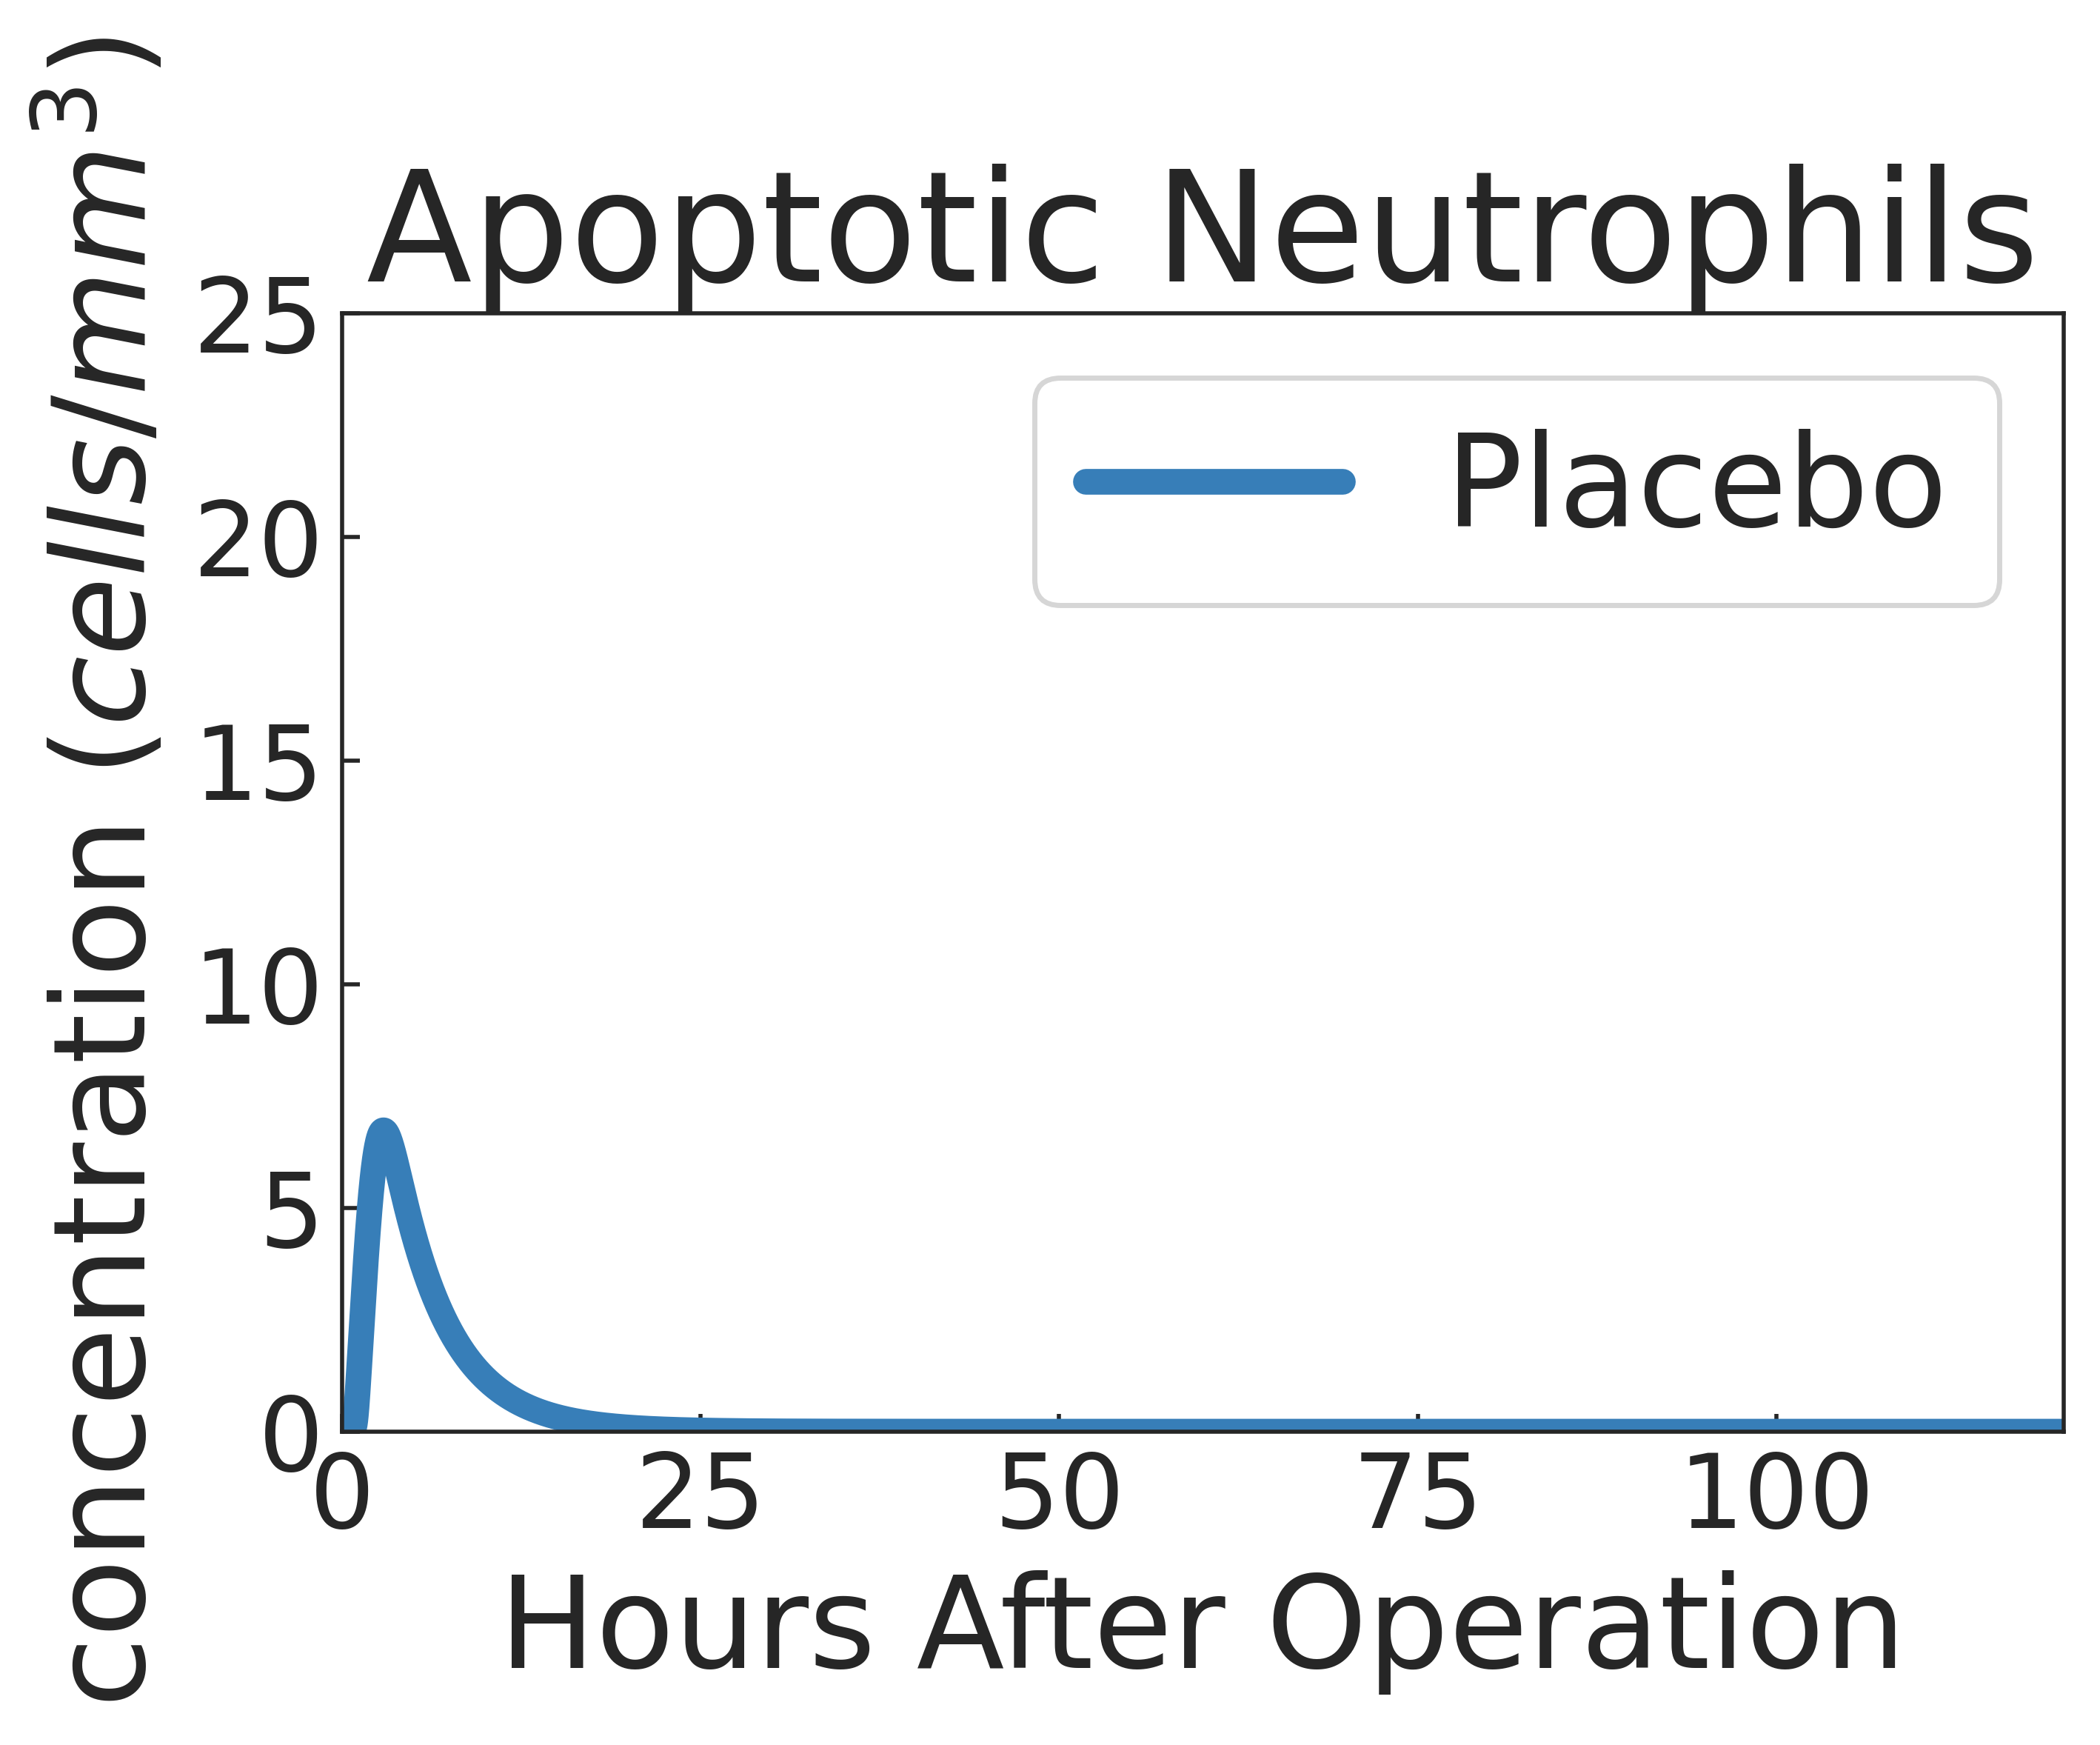 Apoptotic Neutrophils
concentration (cells/mm³)
25
20
15
10
5
0
Placebo
0 25 50 75 100
Hours After Operation